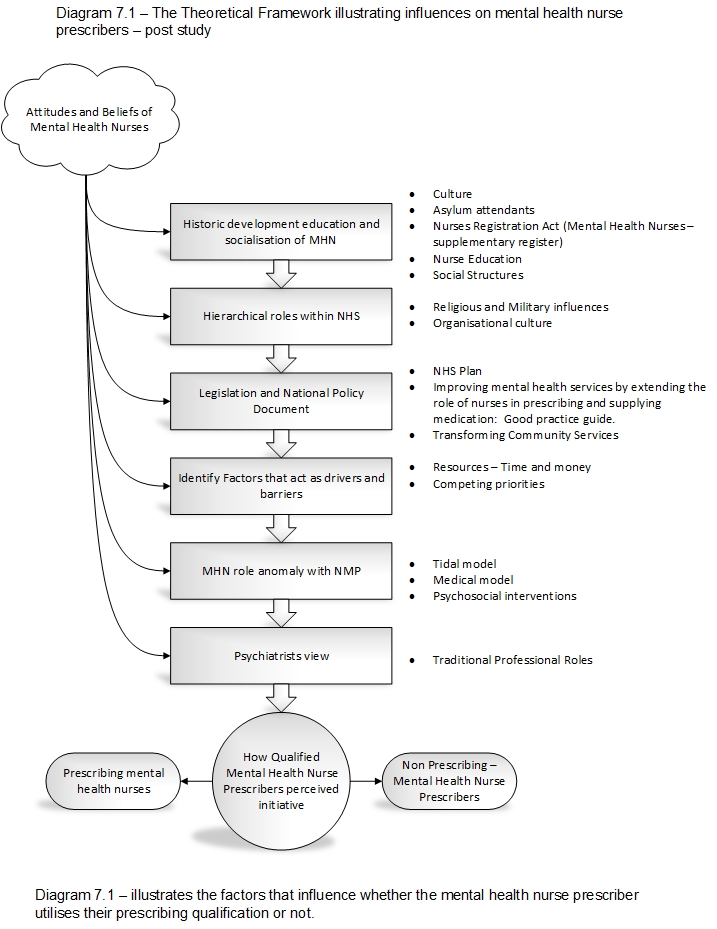 Diagram 7.1 – The Theoretical Framework illustrating influences on mental health nurse
prescribers – post study
Attitudes and Beliefs of
Mental Health Nurses
Historic development education and
socialisation of MHN
• Culture
• Asylum attendants
• Nurses Registration Act (Mental Health Nurses–
supplementary register)
• Nurse Education
• Social Structures
Hierarchical roles within NHS
• Religious and Military influences
• Organisational culture
Legislation and National Policy
Document
• NHS Plan
• Improving mental health services by extending the
role of nurses in prescribing and supplying
medication: Good practice guide.
• Transforming Community Services
Identify Factors that act as drivers and
barriers
• Resources – Time and money
• Competing priorities
MHN role anomaly with NMP
• Tidal model
• Medical model
• Psychosocial interventions
Psychiatrists view
• Traditional Professional Roles
How Qualified
Mental Health Nurse
Prescribers perceived
initiative
Prescribing mental
health nurses
Non Prescribing –
Mental Health Nurse
Prescribers
Diagram 7.1 – illustrates the factors that influence whether the mental health nurse prescriber
utilises their prescribing qualification or not.